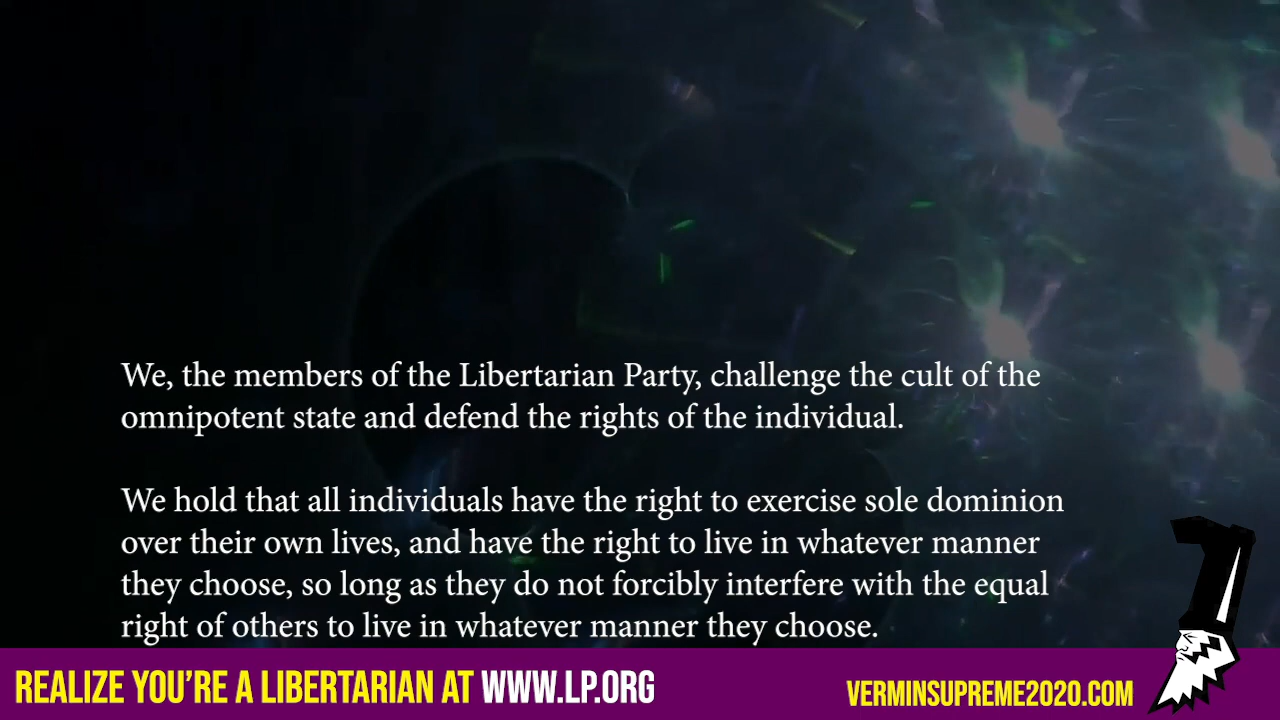 We, the members of the Libertarian Party, challenge the cult of the
omnipotent state and defend the rights of the individual.
We hold that all individuals have the right to exercise sole dominion
over their own lives, and have the right to live in whatever manner
they choose, so long as they do not forcibly interfere with the equal
right of others to live in whatever manner they choose.
REALIZE YOU'RE A LIBERTARIAN AT WWW.LP.ORG
VERMINSUPREME2020.COM